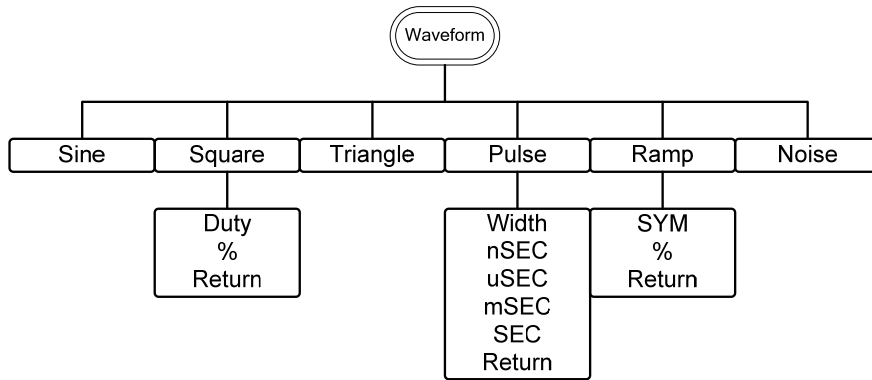 Waveform
Sine
Square
Triangle
Pulse
Ramp
Noise
Duty
%
Return
Width
nSEC
uSEC
mSEC
SEC
Return
SYM
%
Return